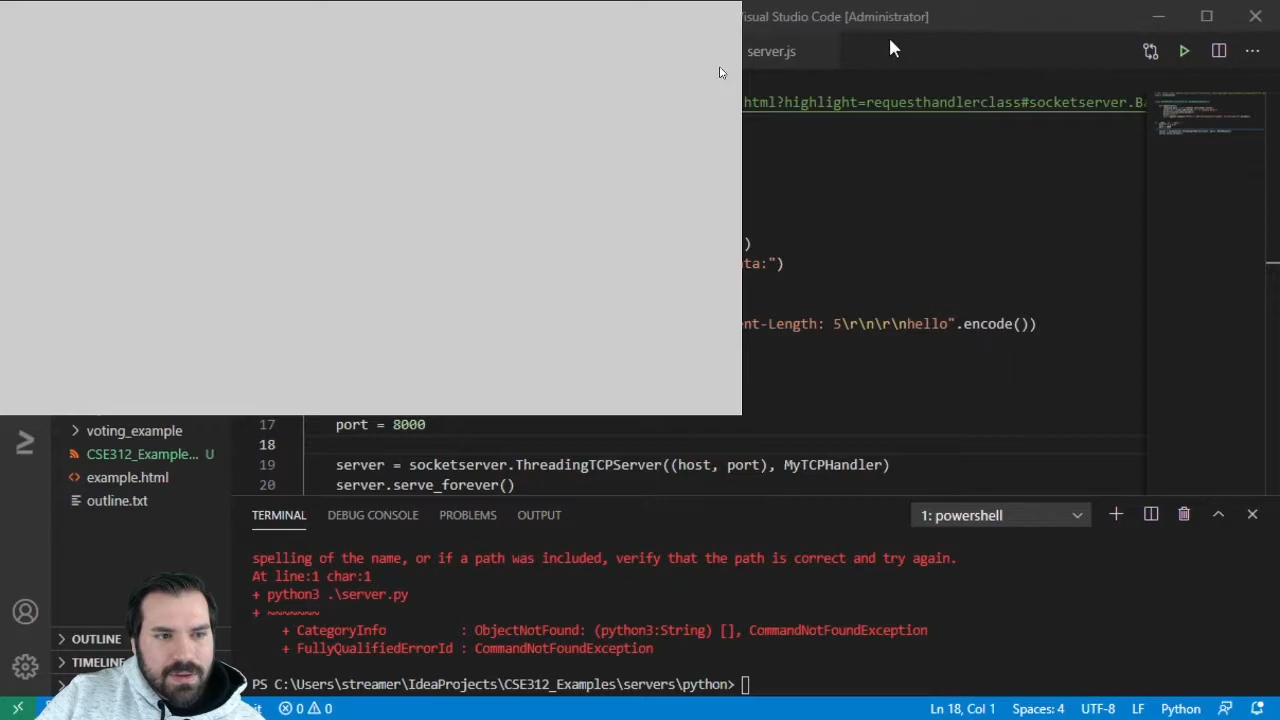 Visual Studio Code [Administrator]
server.js
html?highlight=requesthandlerclass#socketserver.Ba
)
ata:")
ent-Length: 5\r\n\r\nhello".encode())
17 port = 8000
18
19 server = socketserver.ThreadingTCPServer((host, port), MyTCPHandler)
20 server.serve_forever()
voting_example
CSE312_Example... U
example.html
outline.txt
OUTLINE
TIMELINE
TERMINAL DEBUG CONSOLE PROBLEMS OUTPUT 1: powershell
spelling of the name, or if a path was included, verify that the path is correct and try again.
At line:1 char:1
+ python3 .\server.py
+ ~~~~~~~
+ CategoryInfo : ObjectNotFound: (python3:String) [], CommandNotFoundException
+ FullyQualifiedErrorId : CommandNotFoundException
PS C:\Users\streamer\IdeaProjects\CSE312_Examples\servers\python>
0 0 Ln 18, Col 1 Spaces: 4 UTF-8 LF Python